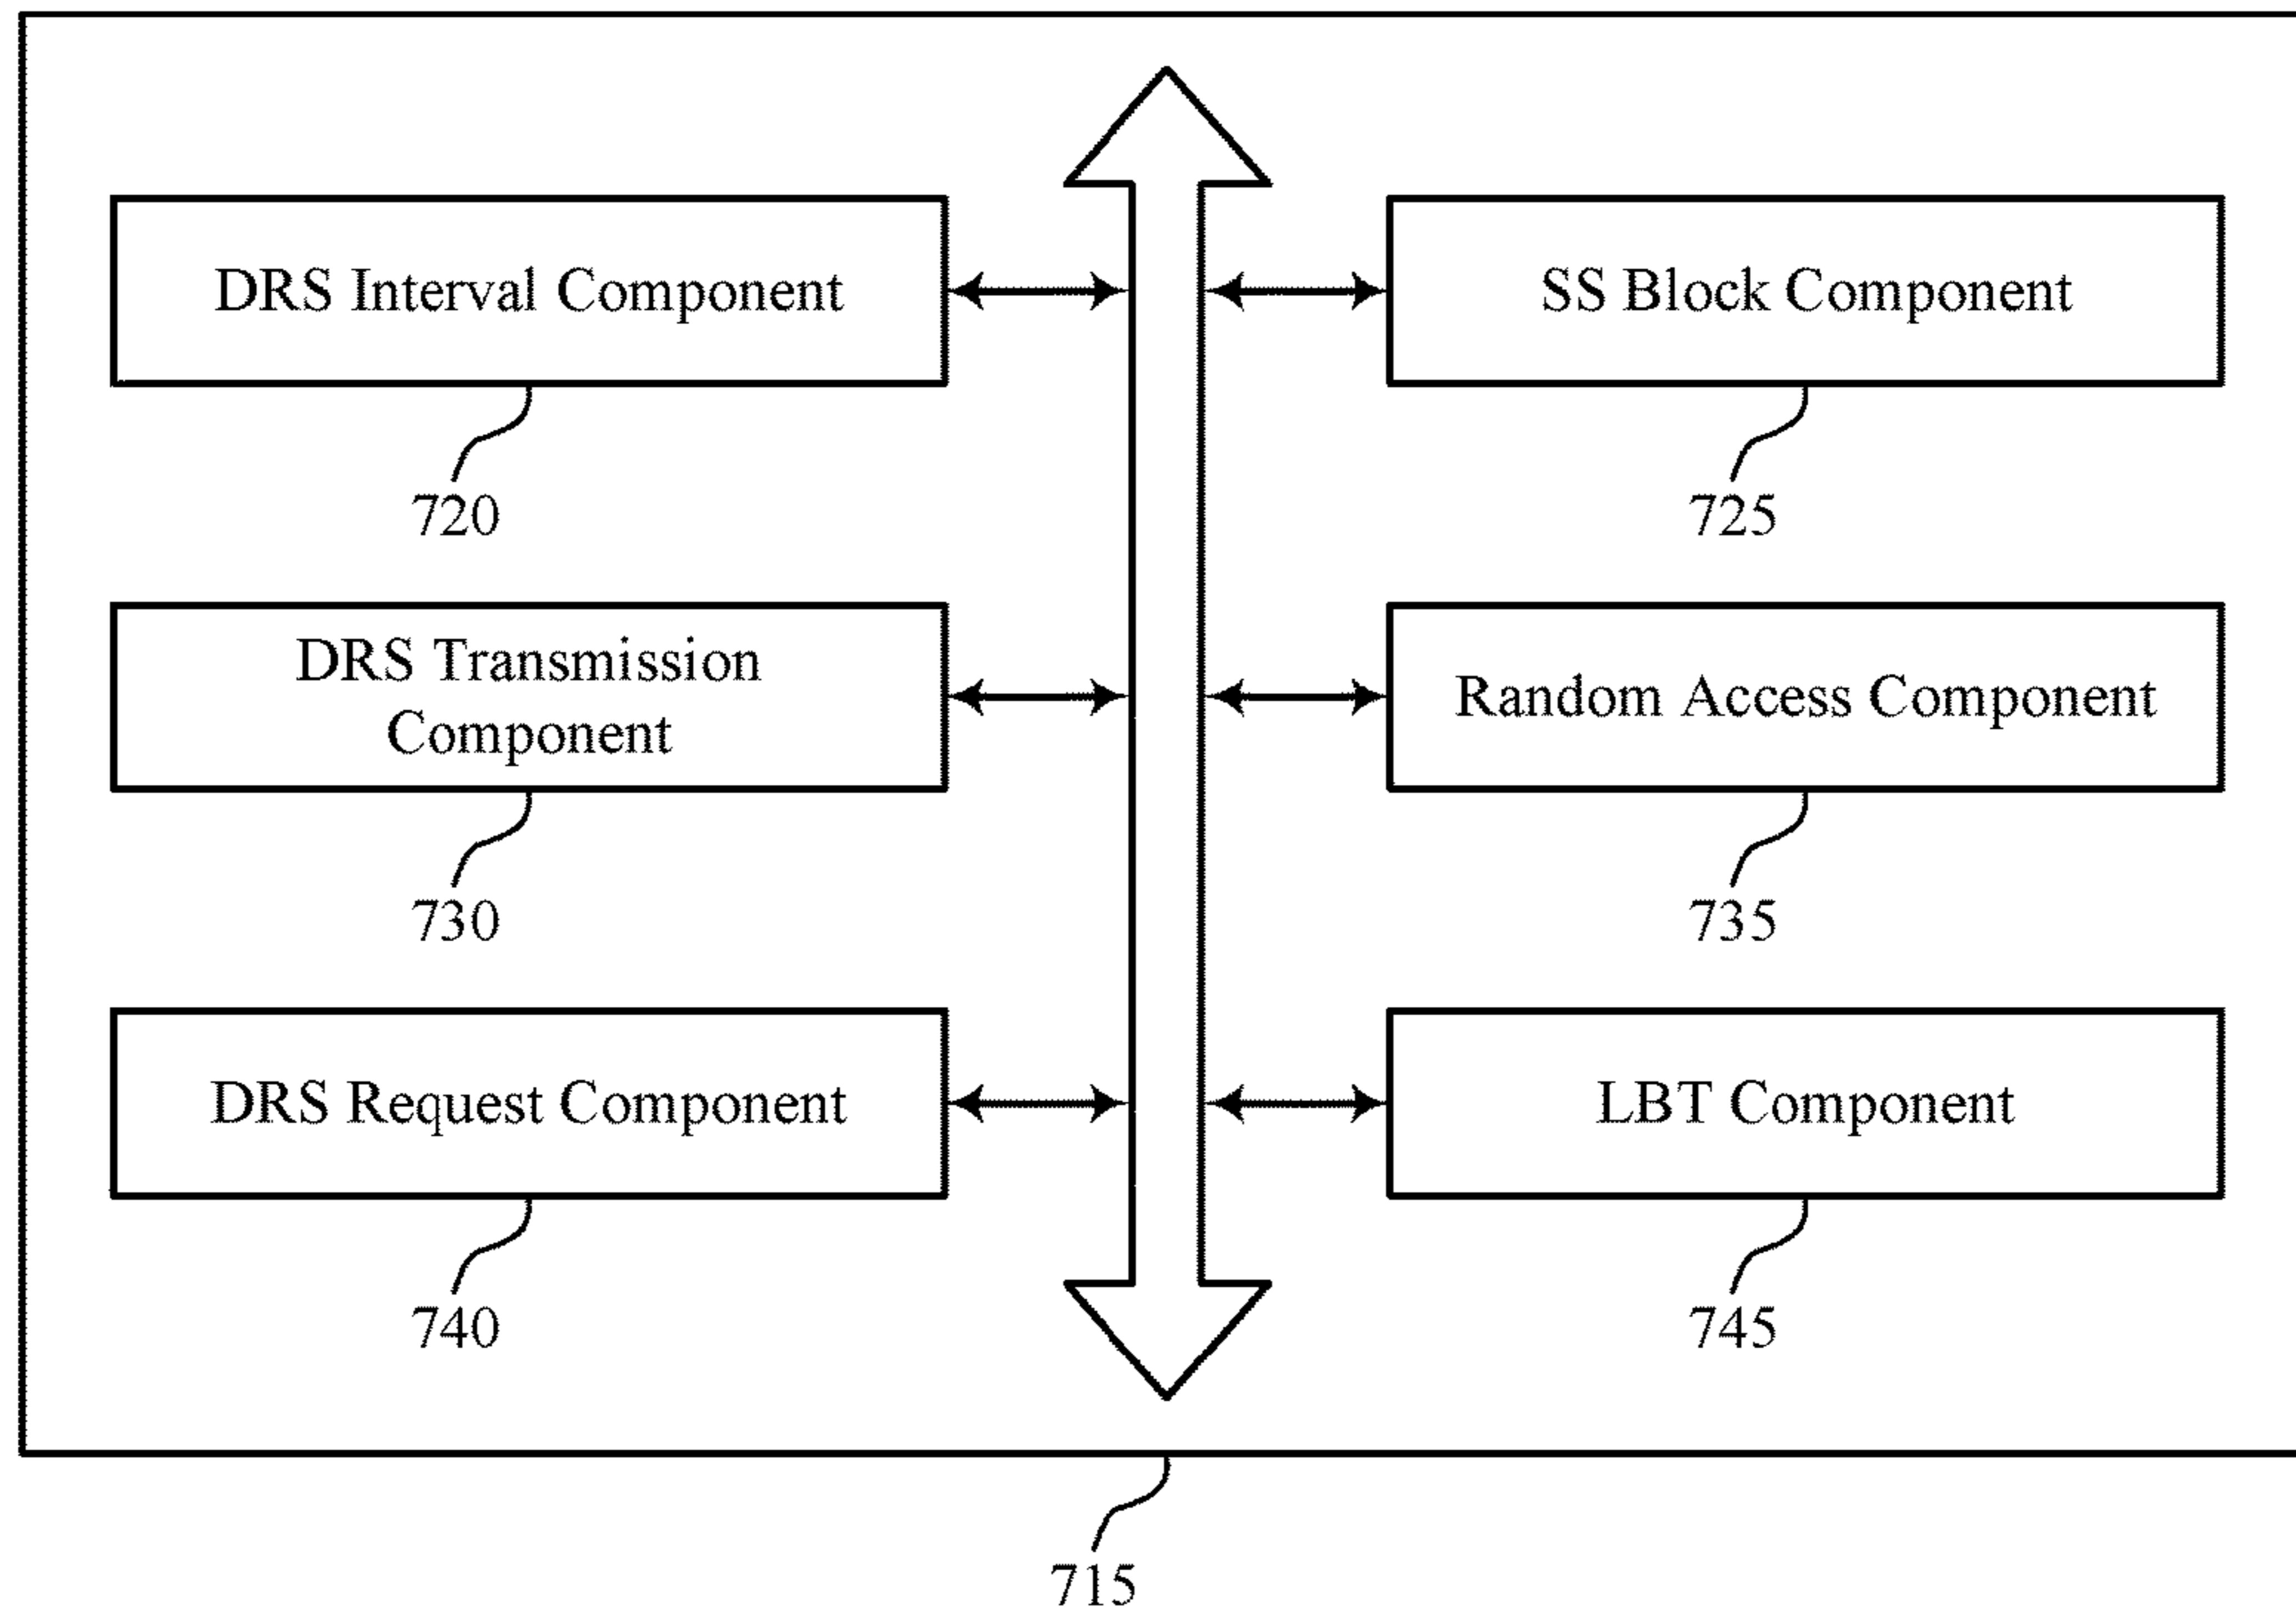 DRS Interval Component
SS Block Component
720
725
DRS Transmission
Component
Random Access Component
730
735
DRS Request Component
LBT Component
740
745
715